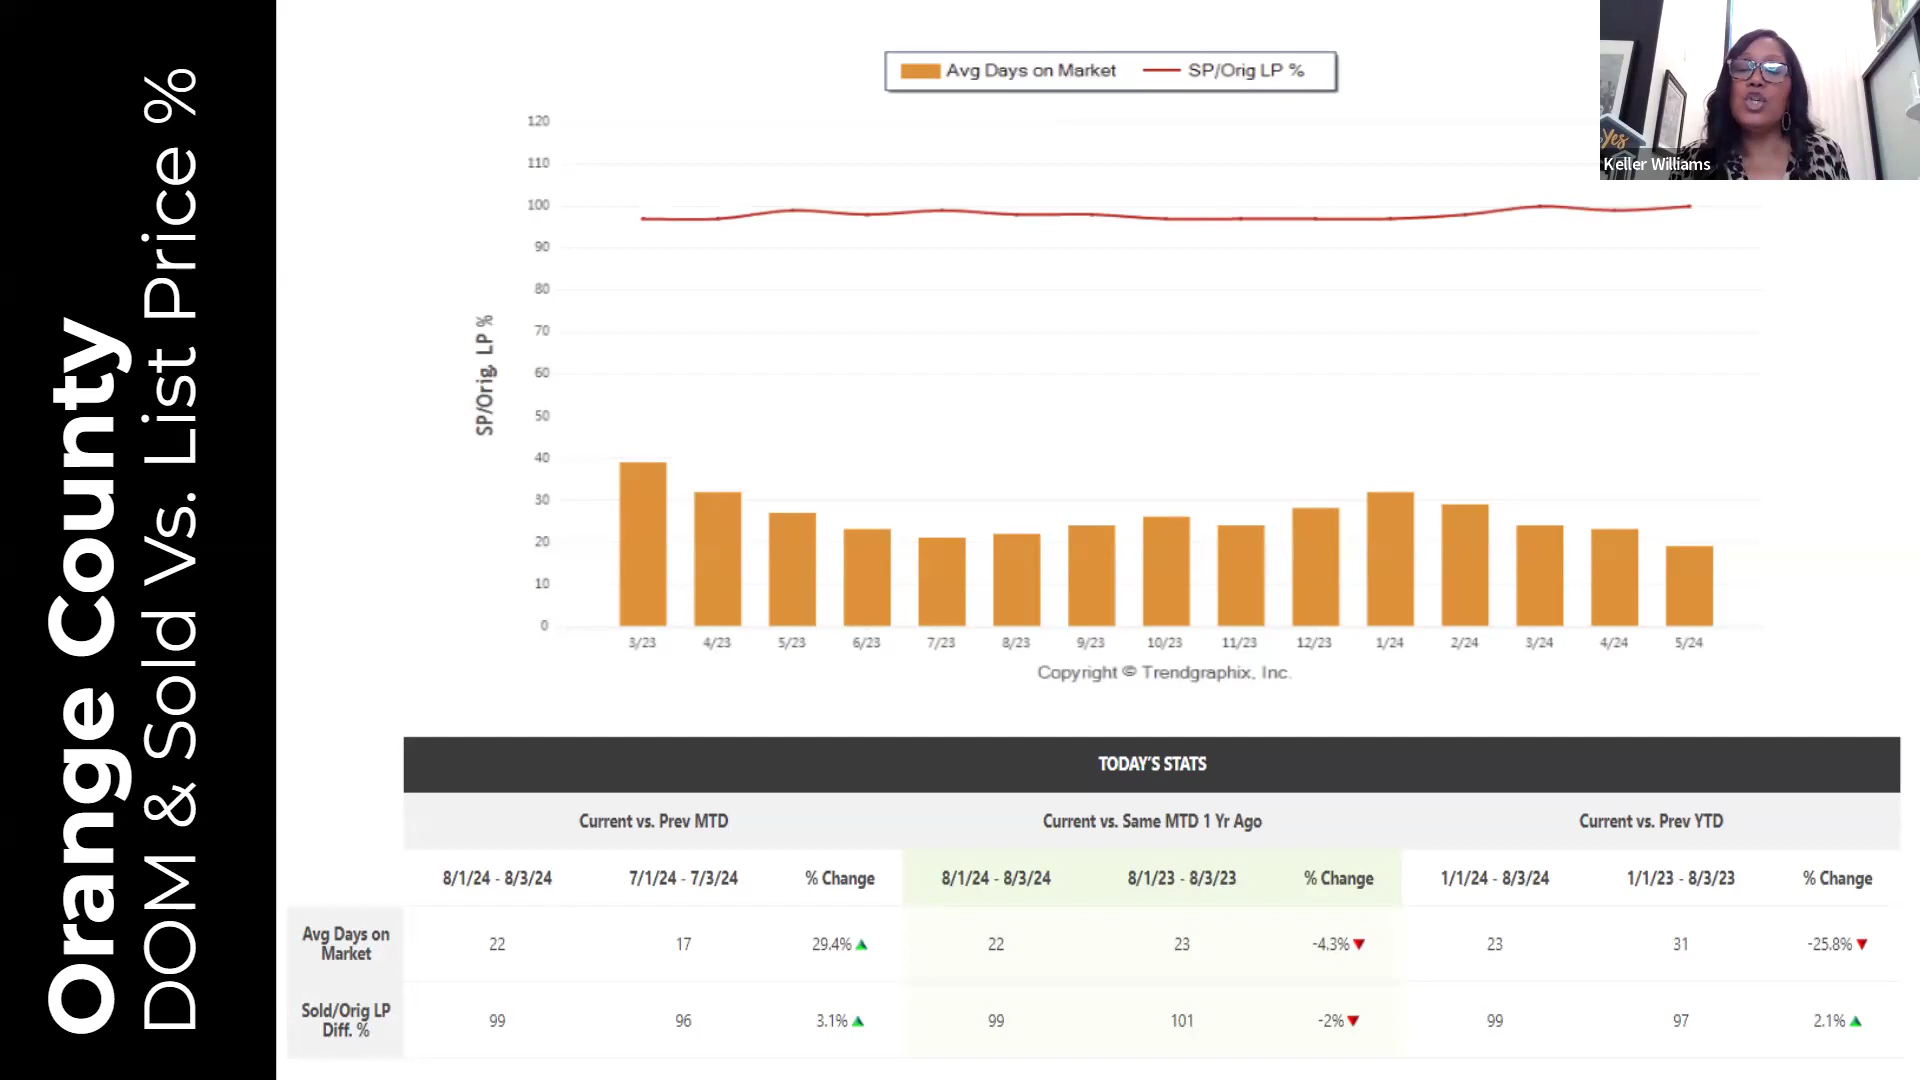 Orange County
DOM & Sold Vs. List Price %
Avg Days on Market
SP/Orig LP %
Yes
Keller Williams
SP/Orig. LP %
120
110
100
90
80
70
60
50
40
30
20
10
0
3/23 4/23 5/23 6/23 7/23 8/23 9/23 10/23 11/23 12/23 1/24 2/24 3/24 4/24 5/24
Copyright © Trendgraphix, Inc.
TODAY'S STATS
Current vs. Prev MTD Current vs. Same MTD 1 Yr Ago Current vs. Prev YTD
8/1/24 - 8/3/24 7/1/24 - 7/3/24 % Change 8/1/24 - 8/3/24 8/1/23 - 8/3/23 % Change 1/1/24 - 8/3/24 1/1/23 - 8/3/23 % Change
Avg Days on
Market
22 17 29.4% 22 23 -4.3% 23 31 -25.8%
Sold/Orig LP
Diff. %
99 96 3.1% 99 101 -2% 99 97 2.1%